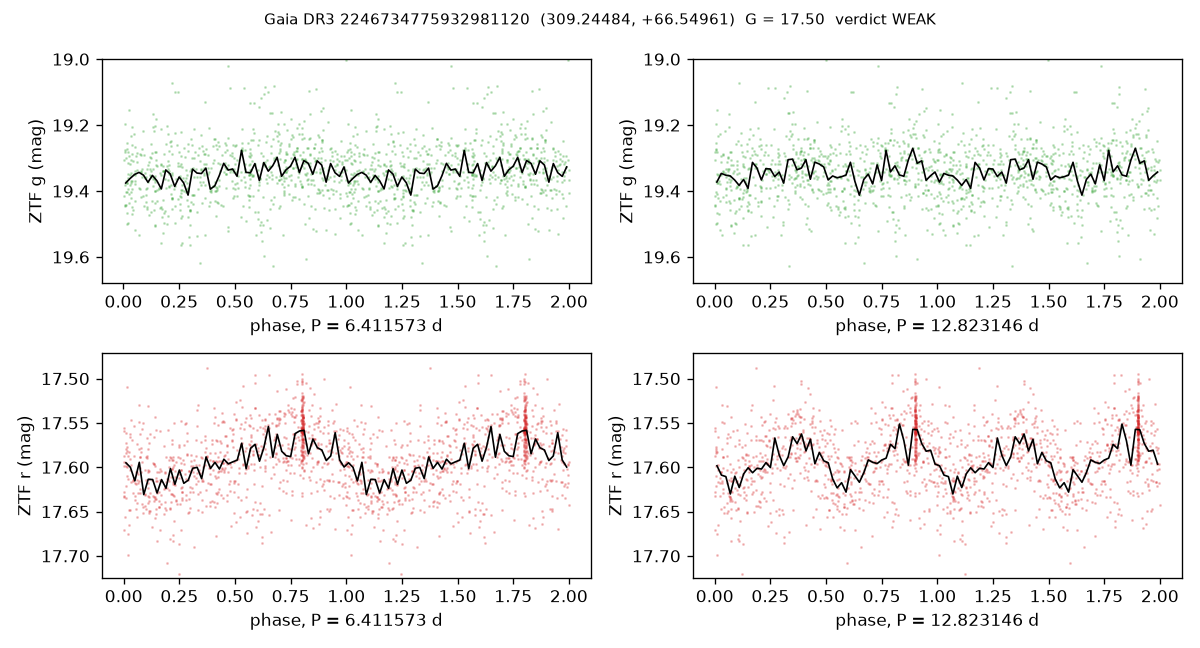 Gaia DR3 2246734775932981120 (309.24484, +66.54961) G = 17.50 verdict WEAK
19.0
19.2
19.4
19.6
ZTF g (mag)
0.00 0.25 0.50 0.75 1.00 1.25 1.50 1.75 2.00
phase, P = 6.411573 d
19.0
19.2
19.4
19.6
ZTF g (mag)
0.00 0.25 0.50 0.75 1.00 1.25 1.50 1.75 2.00
phase, P = 12.823146 d
17.50
17.55
17.60
17.65
17.70
ZTF r (mag)
0.00 0.25 0.50 0.75 1.00 1.25 1.50 1.75 2.00
phase, P = 6.411573 d
17.50
17.55
17.60
17.65
17.70
ZTF r (mag)
0.00 0.25 0.50 0.75 1.00 1.25 1.50 1.75 2.00
phase, P = 12.823146 d